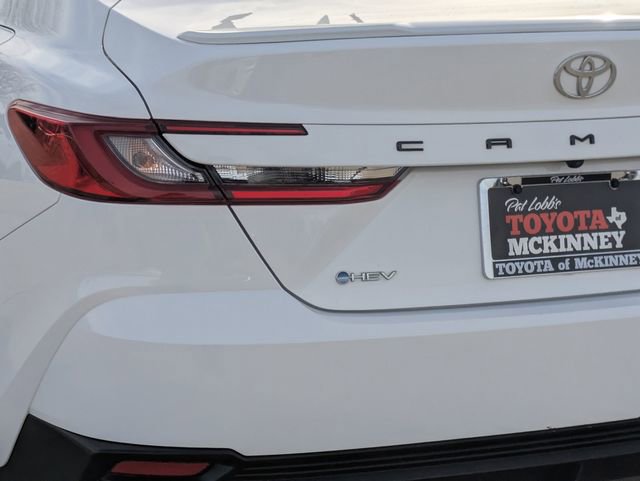 C A M
Pat Lobb's
TOYOTA
MCKINNEY
TOYOTA of McKINNEY
HEV